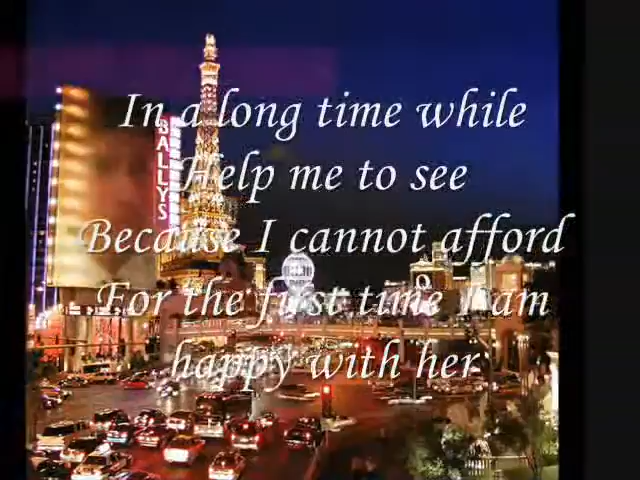 In a long time while
Help me to see
Because I cannot afford
For the first time I am
happy with her
BALLYS